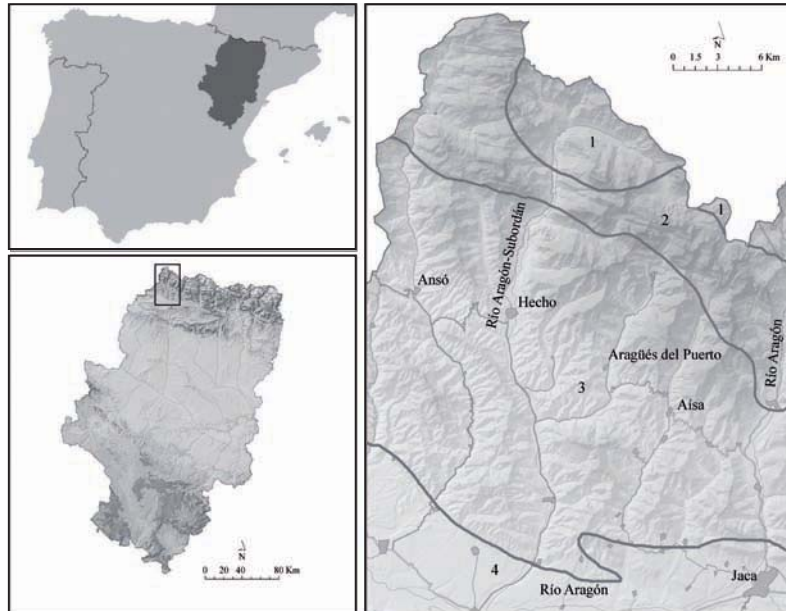 N
0 1.5 3 6 Km
1
1
2
Río Aragón-Subordán
Ansó
Hecho
Río Aragón
Aragüés del Puerto
3
Aísa
4
Río Aragón
Jaca
N
0 20 40 80 Km